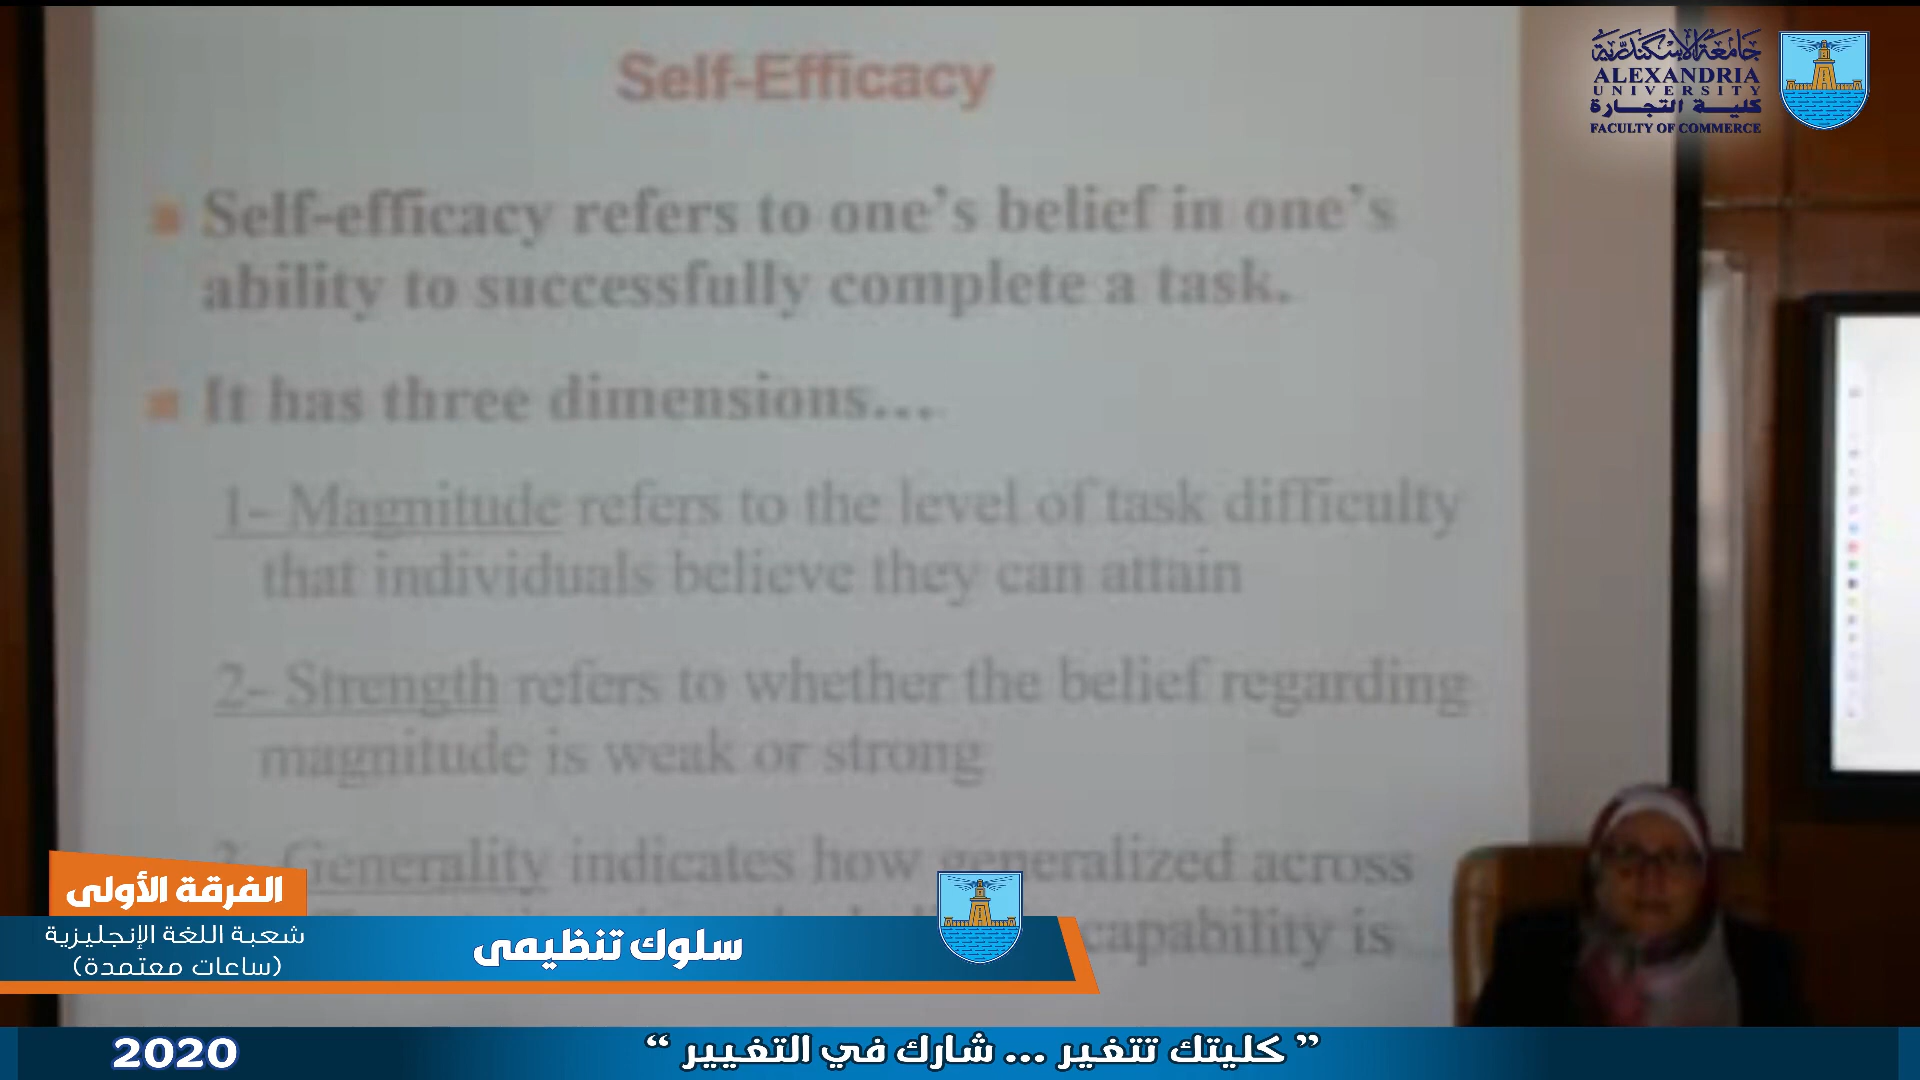 Self-Efficacy
جامعة الإسكندرية
ALEXANDRIA
UNIVERSITY
كلية التجارة
FACULTY OF COMMERCE
Self-efficacy refers to one's belief in one's
ability to successfully complete a task.
It has three dimensions...
1- Magnitude refers to the level of task difficulty
that individuals believe they can attain
2- Strength refers to whether the belief regarding
magnitude is weak or strong
3- Generality indicates how generalized across
capability is
الفرقة الأولى
شعبة اللغة الإنجليزية
(ساعات معتمدة)
سلوك تنظيمى
2020
” كليتك تتغير ... شارك في التغيير “